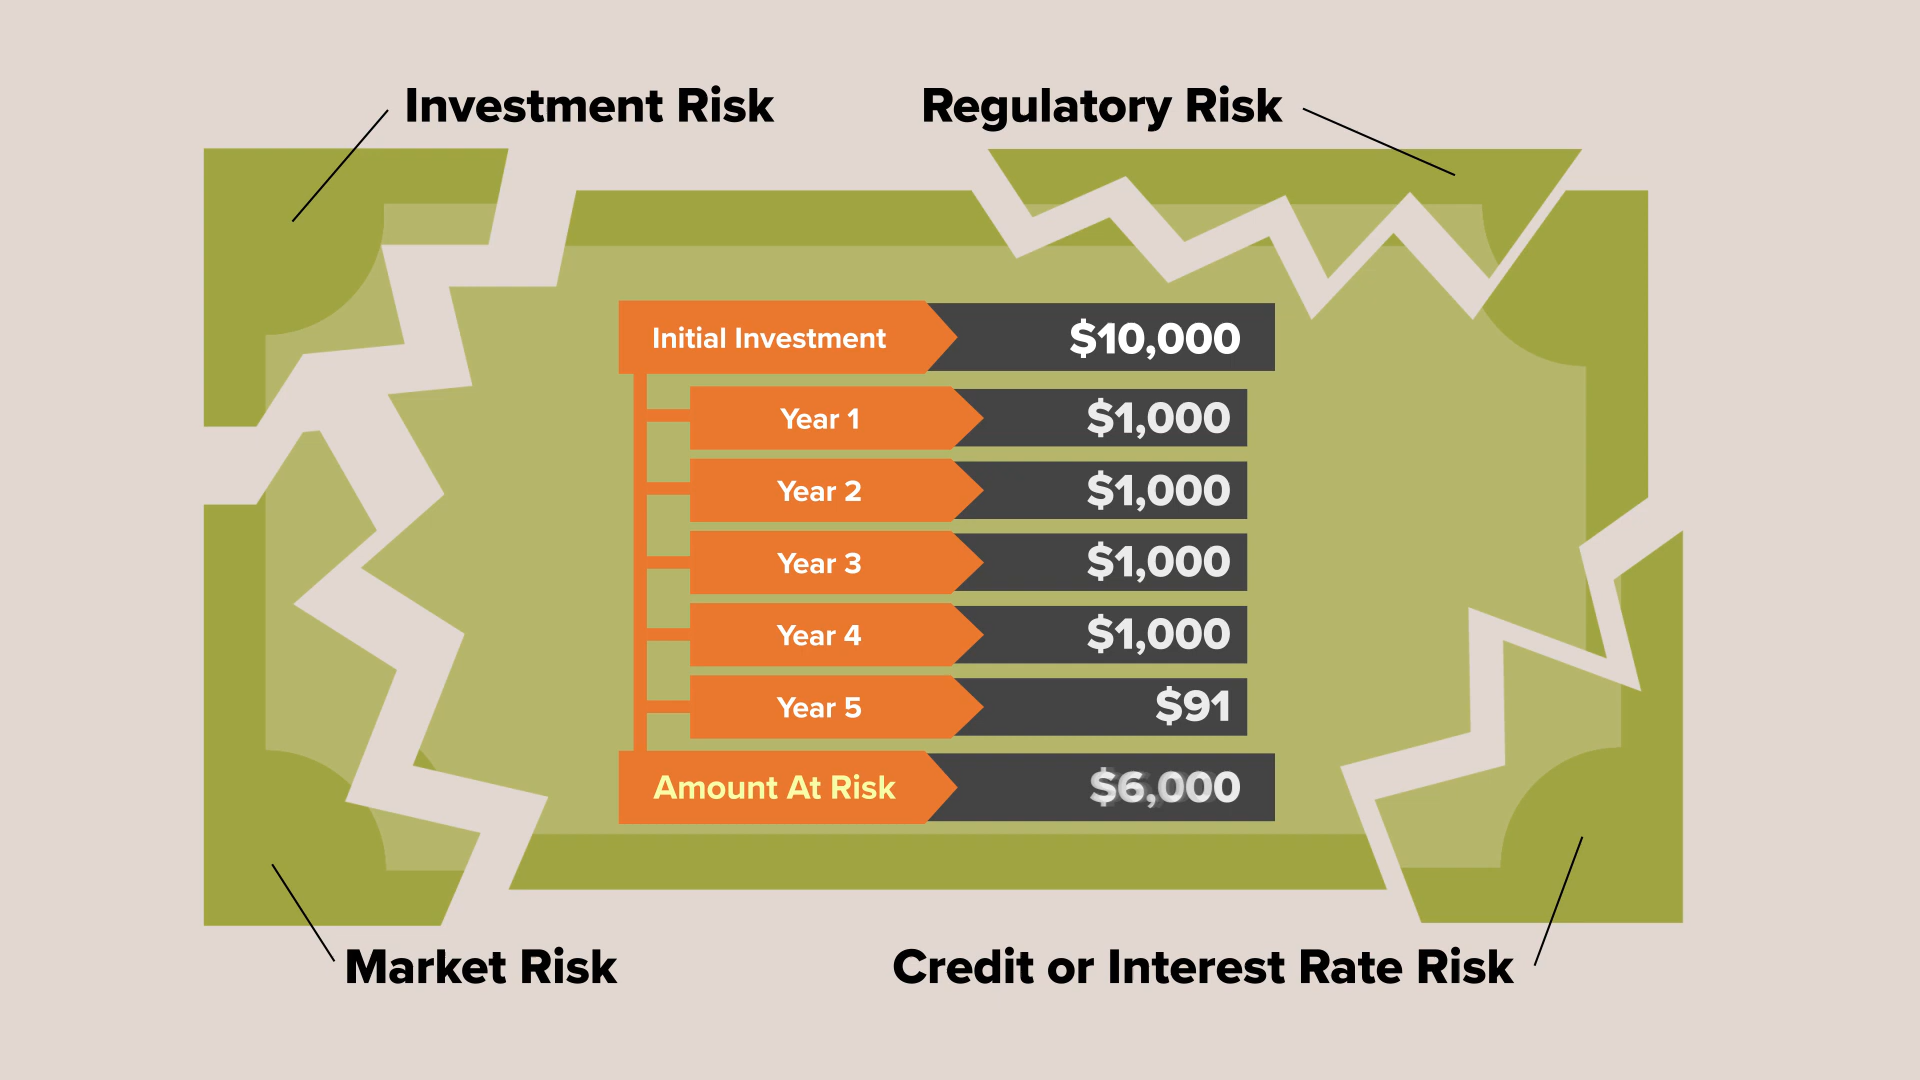 Investment Risk
Regulatory Risk
Initial Investment $10,000
Year 1 $1,000
Year 2 $1,000
Year 3 $1,000
Year 4 $1,000
Year 5 $91
Amount At Risk $6,000
Market Risk
Credit or Interest Rate Risk